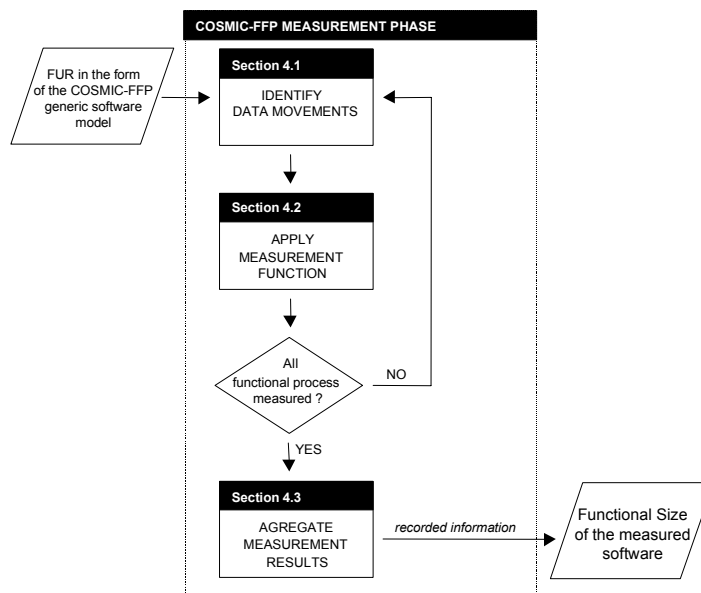 COSMIC-FFP MEASUREMENT PHASE
FUR in the form
of the COSMIC-FFP
generic software
model
Section 4.1
IDENTIFY
DATA MOVEMENTS
Section 4.2
APPLY
MEASUREMENT
FUNCTION
All
functional process
measured ?
NO
YES
Section 4.3
AGREGATE
MEASUREMENT
RESULTS
recorded information
Functional Size
of the measured
software